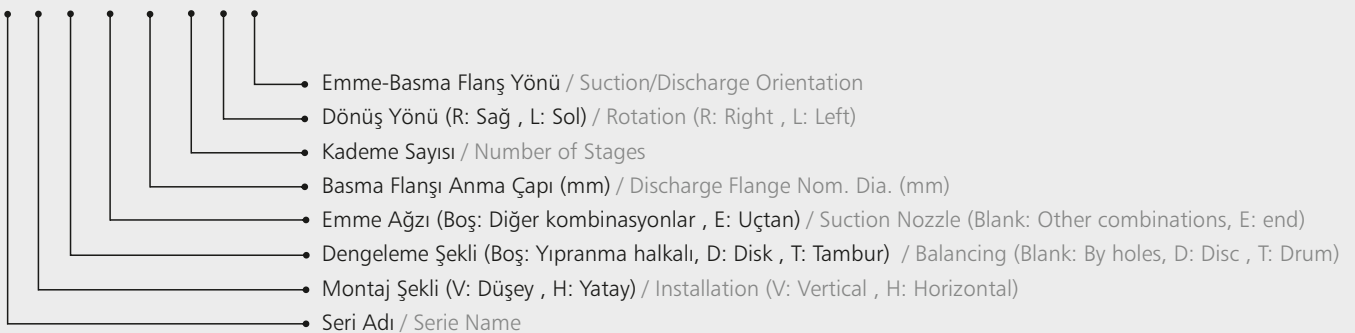 Emme-Basma Flanş Yönü / Suction/Discharge Orientation
Dönüş Yönü (R: Sağ , L: Sol) / Rotation (R: Right , L: Left)
Kademe Sayısı / Number of Stages
Basma Flanşı Anma Çapı (mm) / Discharge Flange Nom. Dia. (mm)
Emme Ağzı (Boş: Diğer kombinasyonlar , E: Uçtan) / Suction Nozzle (Blank: Other combinations, E: end)
Dengeleme Şekli (Boş: Yıpranma halkalı, D: Disk , T: Tambur) / Balancing (Blank: By holes, D: Disc , T: Drum)
Montaj Şekli (V: Düşey , H: Yatay) / Installation (V: Vertical , H: Horizontal)
Seri Adı / Serie Name